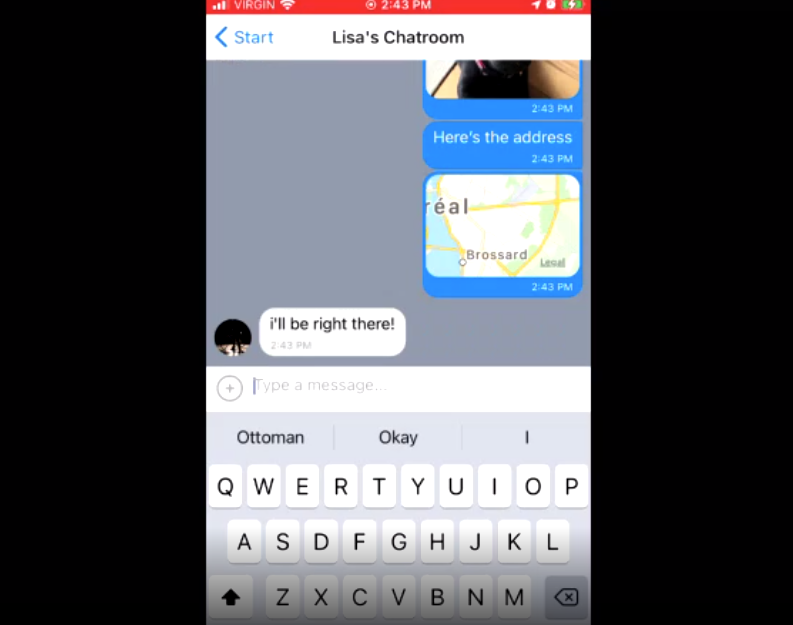 VIRGIN 2:43 PM
Start Lisa's Chatroom
2:43 PM
Here's the address
2:43 PM
réal
Brossard
Legal
2:43 PM
i'll be right there!
2:43 PM
Type a message...
Ottoman Okay I
Q W E R T Y U I O P
A S D F G H J K L
Z X C V B N M